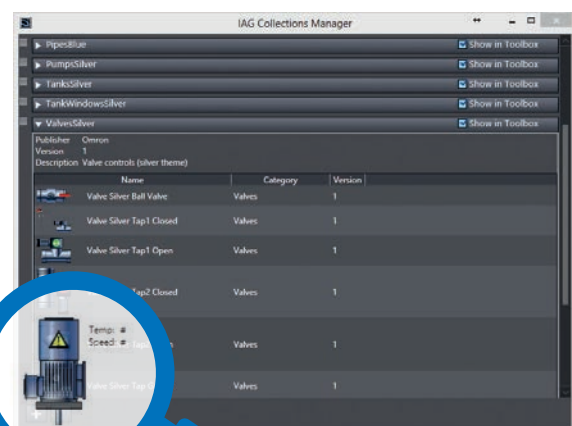 IAG Collections Manager
PipesBlue Show in Toolbox
PumpsSilver Show in Toolbox
TanksSilver Show in Toolbox
TankWindowsSilver Show in Toolbox
ValvesSilver Show in Toolbox
Publisher Omron
Version 1
Description Valve controls (silver theme)
Name Category Version
Valve Silver Ball Valve Valves 1
Valve Silver Tap1 Closed Valves 1
Valve Silver Tap1 Open Valves 1
Tap2 Closed Valves 1
Temp: #
Speed: #
Valves 1
Valve Silver Tap Valves 1